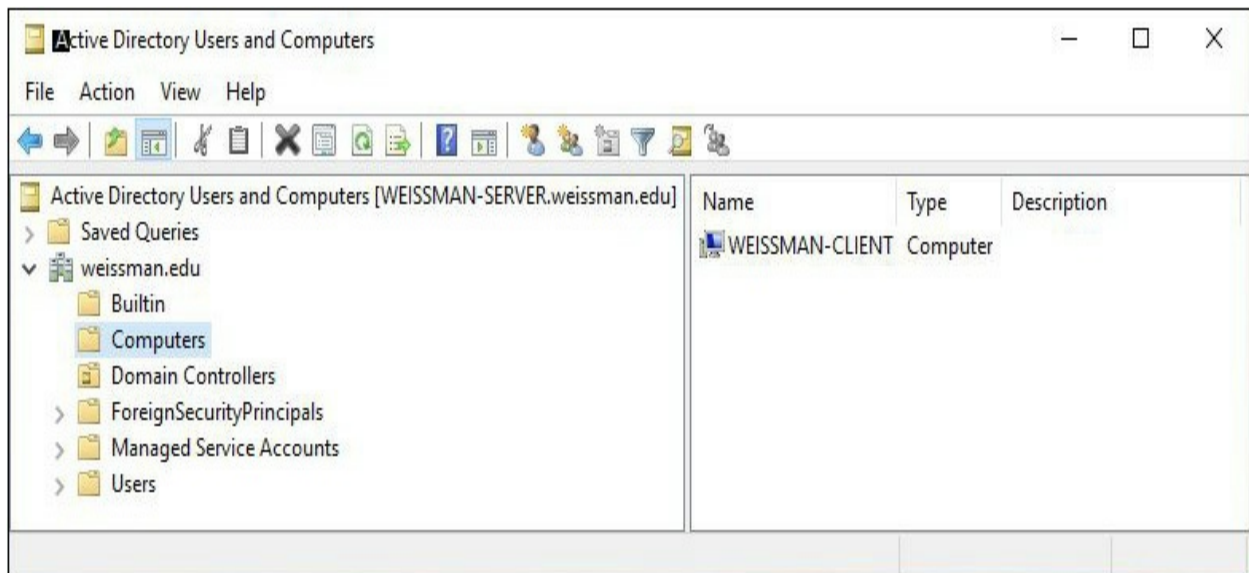 Active Directory Users and Computers
File Action View Help
Active Directory Users and Computers [WEISSMAN-SERVER.weissman.edu]
Saved Queries
weissman.edu
Builtin
Computers
Domain Controllers
ForeignSecurityPrincipals
Managed Service Accounts
Users
Name Type Description
WEISSMAN-CLIENT Computer